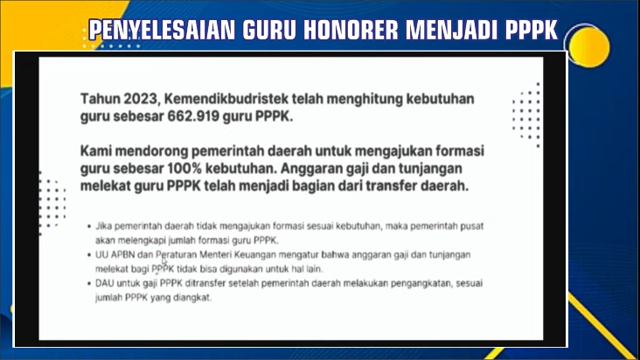 PENYELESAIAN GURU HONORER MENJADI PPPK
Tahun 2023, Kemendikbudristek telah menghitung kebutuhan
guru sebesar 662.919 guru PPPK.
Kami mendorong pemerintah daerah untuk mengajukan formasi
guru sebesar 100% kebutuhan. Anggaran gaji dan tunjangan
melekat guru PPPK telah menjadi bagian dari transfer daerah.
• Jika pemerintah daerah tidak mengajukan formasi sesuai kebutuhan, maka pemerintah pusat
akan melengkapi jumlah formasi guru PPPK.
• UU APBN dan Peraturan Menteri Keuangan mengatur bahwa anggaran gaji dan tunjangan
melekat bagi PPPK tidak bisa digunakan untuk hal lain.
• DAU untuk gaji PPPK ditransfer setelah pemerintah daerah melakukan pengangkatan, sesuai
jumlah PPPK yang diangkat.